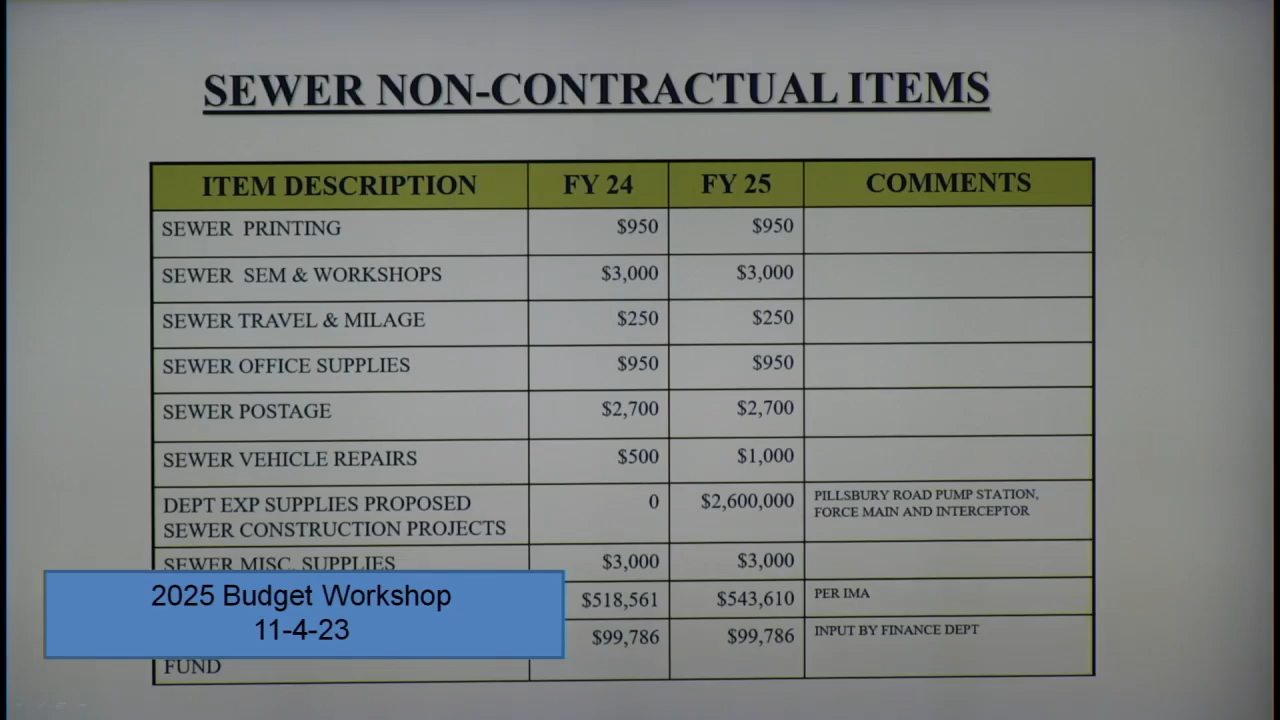 SEWER NON-CONTRACTUAL ITEMS
ITEM DESCRIPTION FY 24 FY 25 COMMENTS
SEWER PRINTING $950 $950
SEWER SEM & WORKSHOPS $3,000 $3,000
SEWER TRAVEL & MILAGE $250 $250
SEWER OFFICE SUPPLIES $950 $950
SEWER POSTAGE $2,700 $2,700
SEWER VEHICLE REPAIRS $500 $1,000
DEPT EXP SUPPLIES PROPOSED
SEWER CONSTRUCTION PROJECTS
0 $2,600,000
PILLSBURY ROAD PUMP STATION,
FORCE MAIN AND INTERCEPTOR
SEWER MISC. SUPPLIES $3,000 $3,000
$518,561 $543,610 PER IMA
$99,786 $99,786 INPUT BY FINANCE DEPT
FUND
2025 Budget Workshop
11-4-23